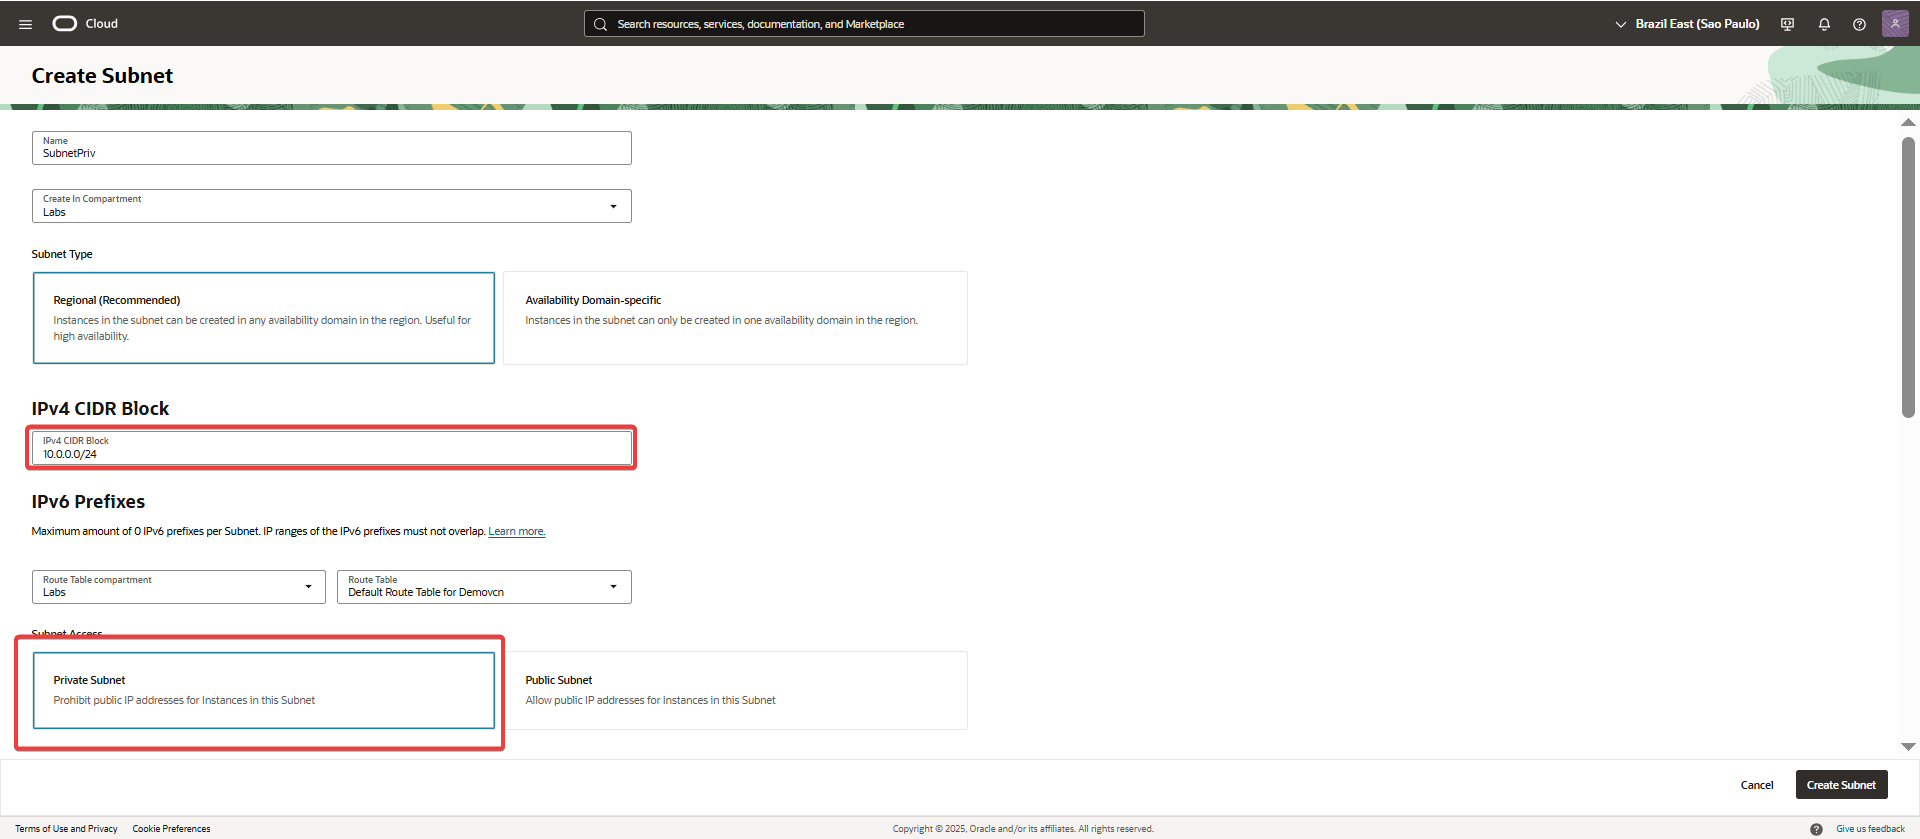 Cloud
Search resources, services, documentation, and Marketplace
Brazil East (Sao Paulo)
Create Subnet
Name
SubnetPriv
Create In Compartment
Labs
Subnet Type
Regional (Recommended)
Instances in the subnet can be created in any availability domain in the region. Useful for
high availability.
Availability Domain-specific
Instances in the subnet can only be created in one availability domain in the region.
IPv4 CIDR Block
IPv4 CIDR Block
10.0.0.0/24
IPv6 Prefixes
Maximum amount of 0 IPv6 prefixes per Subnet. IP ranges of the IPv6 prefixes must not overlap. Learn more.
Route Table compartment
Labs
Route Table
Default Route Table for Demovcn
Subnet Access
Private Subnet
Prohibit public IP addresses for Instances in this Subnet
Public Subnet
Allow public IP addresses for Instances in this Subnet
Cancel
Create Subnet
Terms of Use and Privacy
Cookie Preferences
Copyright © 2025, Oracle and/or its affiliates. All rights reserved.
Give us feedback